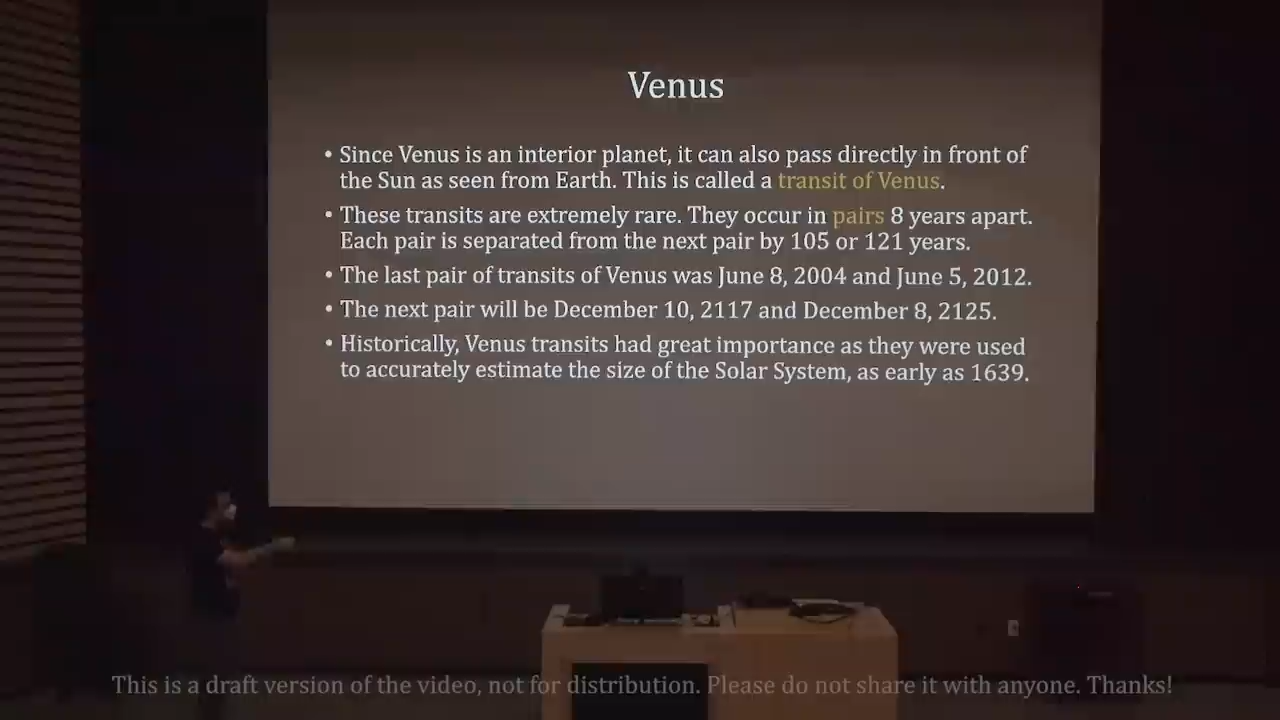 Venus
• Since Venus is an interior planet, it can also pass directly in front of
the Sun as seen from Earth. This is called a transit of Venus.
• These transits are extremely rare. They occur in pairs 8 years apart.
Each pair is separated from the next pair by 105 or 121 years.
• The last pair of transits of Venus was June 8, 2004 and June 5, 2012.
• The next pair will be December 10, 2117 and December 8, 2125.
• Historically, Venus transits had great importance as they were used
to accurately estimate the size of the Solar System, as early as 1639.
This is a draft version of the video, not for distribution. Please do not share it with anyone. Thanks!